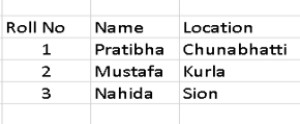 Roll No Name Location
1 Pratibha Chunabhatti
2 Mustafa Kurla
3 Nahida Sion